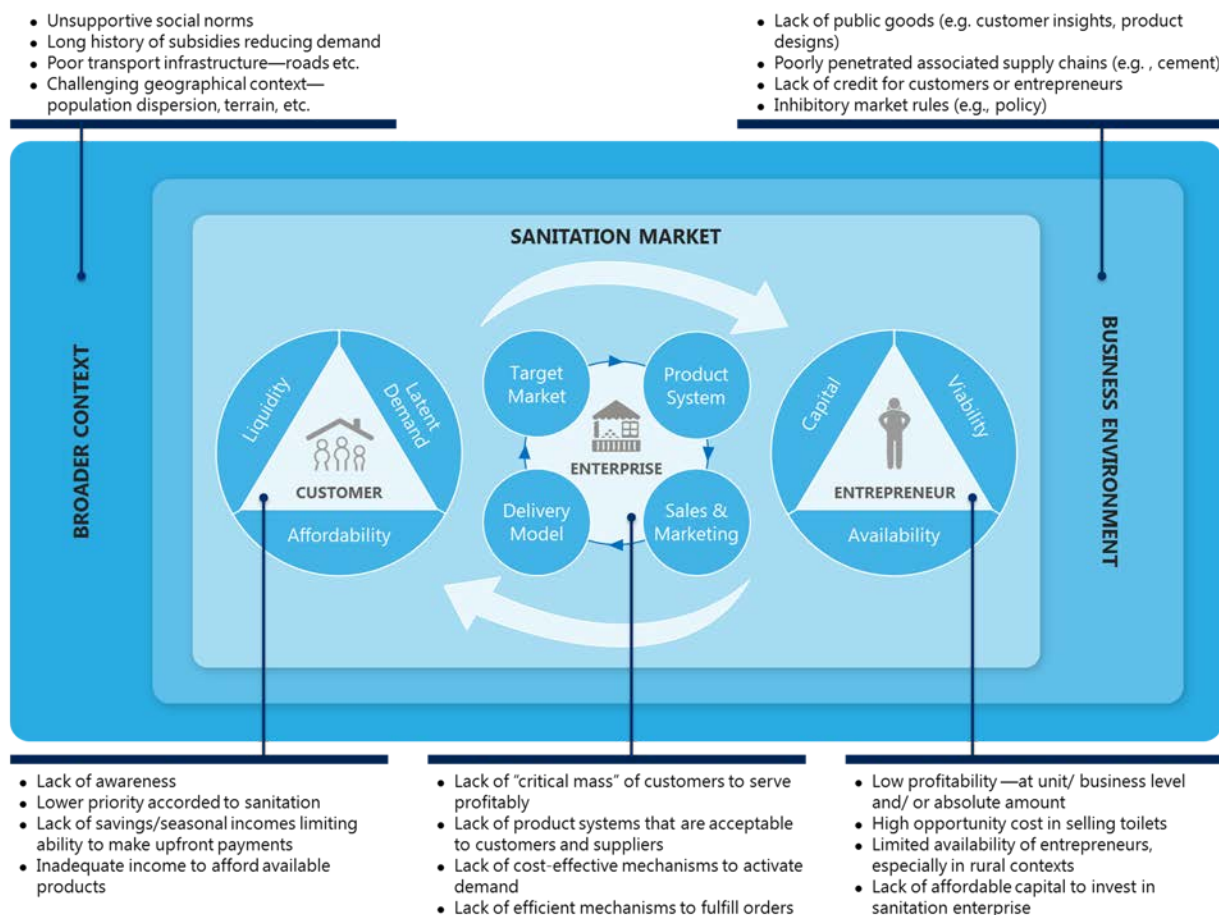 • Unsupportive social norms
• Long history of subsidies reducing demand
• Poor transport infrastructure—roads etc.
• Challenging geographical context—
population dispersion, terrain, etc.
• Lack of public goods (e.g. customer insights, product
designs)
• Poorly penetrated associated supply chains (e.g. , cement)
• Lack of credit for customers or entrepreneurs
• Inhibitory market rules (e.g., policy)
BROADER CONTEXT
SANITATION MARKET
Liquidity
Latent
Demand
CUSTOMER
Affordability
Target
Market
Product
System
ENTERPRISE
Delivery
Model
Sales &
Marketing
Capital
Viability
ENTREPRENEUR
Availability
BUSINESS ENVIRONMENT
• Lack of awareness
• Lower priority accorded to sanitation
• Lack of savings/seasonal incomes limiting
ability to make upfront payments
• Inadequate income to afford available
products
• Lack of “critical mass” of customers to serve
profitably
• Lack of product systems that are acceptable
to customers and suppliers
• Lack of cost-effective mechanisms to activate
demand
• Lack of efficient mechanisms to fulfill orders
• Low profitability —at unit/ business level
and/ or absolute amount
• High opportunity cost in selling toilets
• Limited availability of entrepreneurs,
especially in rural contexts
• Lack of affordable capital to invest in
sanitation enterprise